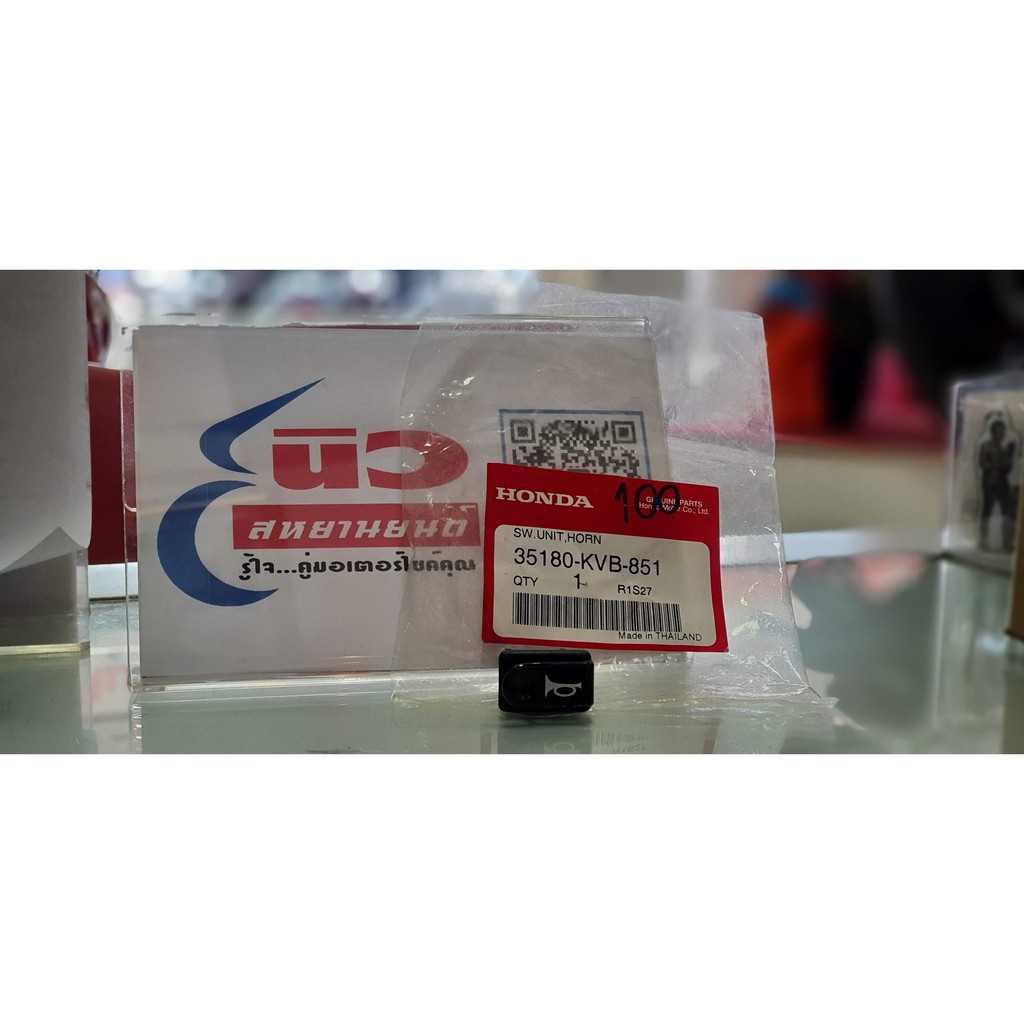 นิว
สหยานยนต์
รู้ใจ...คู่มอเตอร์ไซค์คุณ
HONDA
100
GENUINE PARTS
Honda Motor Co., Ltd.
SW.UNIT,HORN
35180-KVB-851
QTY 1 R1S27
Made in THAILAND